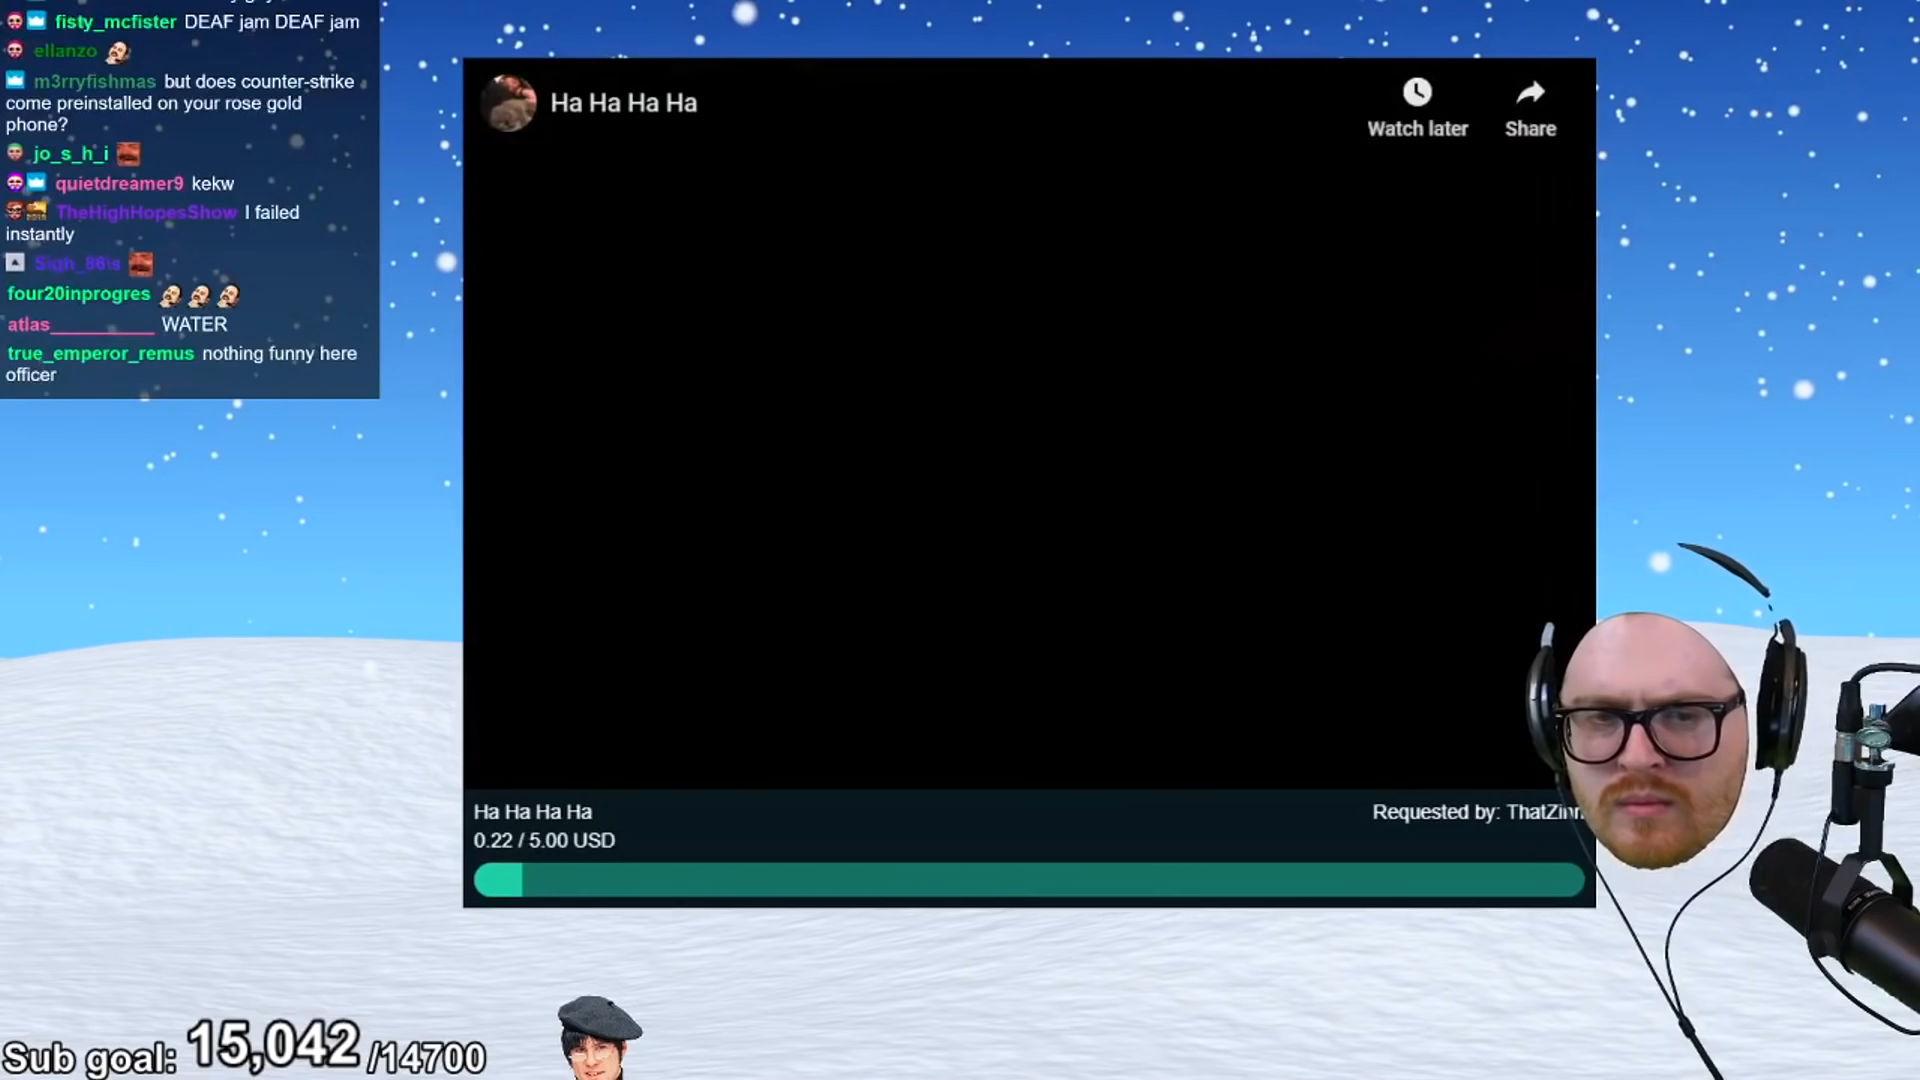 fisty_mcfister DEAF jam DEAF jam
ellanzo
m3rryfishmas but does counter-strike
come preinstalled on your rose gold
phone?
jo_s_h_i
quietdreamer9 kekw
TheHighHopesShow I failed
instantly
four20inprogres
atlas__________ WATER
true_emperor_remus nothing funny here
officer
Ha Ha Ha Ha
Watch later
Share
Ha Ha Ha Ha
Requested by:
0.22 / 5.00 USD
Sub goal: 15,042 /14700